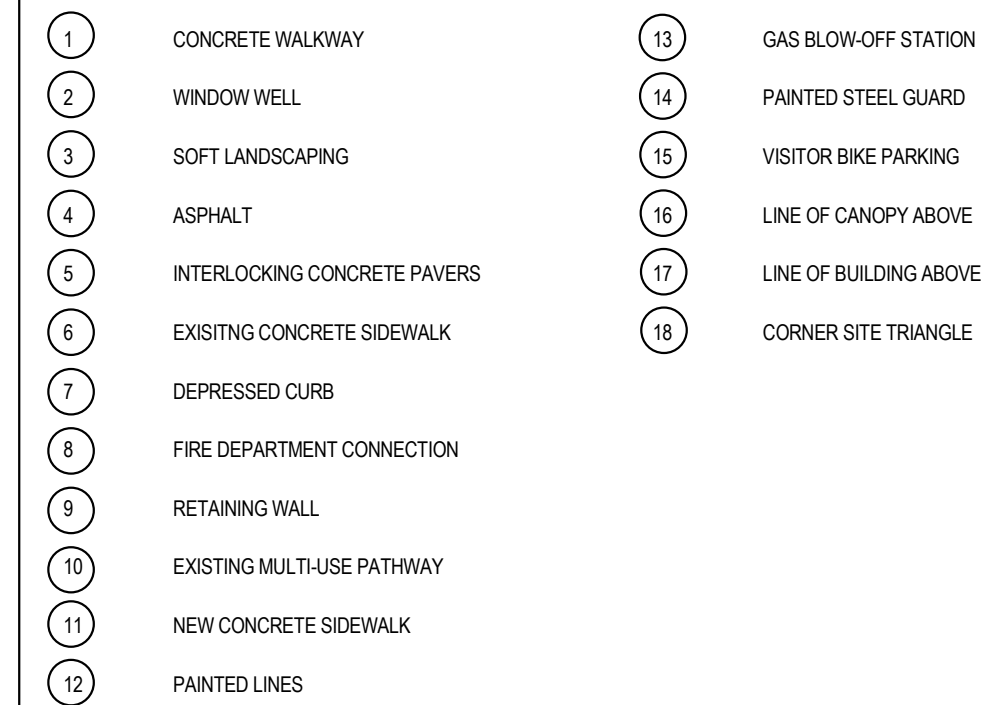 1 CONCRETE WALKWAY
2 WINDOW WELL
3 SOFT LANDSCAPING
4 ASPHALT
5 INTERLOCKING CONCRETE PAVERS
6 EXISITNG CONCRETE SIDEWALK
7 DEPRESSED CURB
8 FIRE DEPARTMENT CONNECTION
9 RETAINING WALL
10 EXISTING MULTI-USE PATHWAY
11 NEW CONCRETE SIDEWALK
12 PAINTED LINES
13 GAS BLOW-OFF STATION
14 PAINTED STEEL GUARD
15 VISITOR BIKE PARKING
16 LINE OF CANOPY ABOVE
17 LINE OF BUILDING ABOVE
18 CORNER SITE TRIANGLE